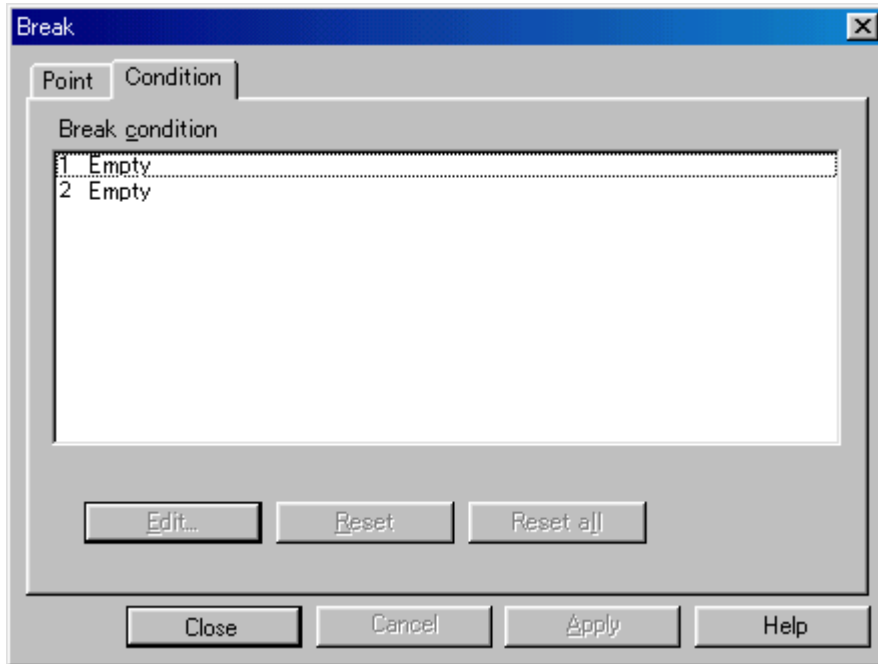 Break
Point Condition
Break condition
1 Empty
2 Empty
Edit... Reset Reset all
Close Cancel Apply Help